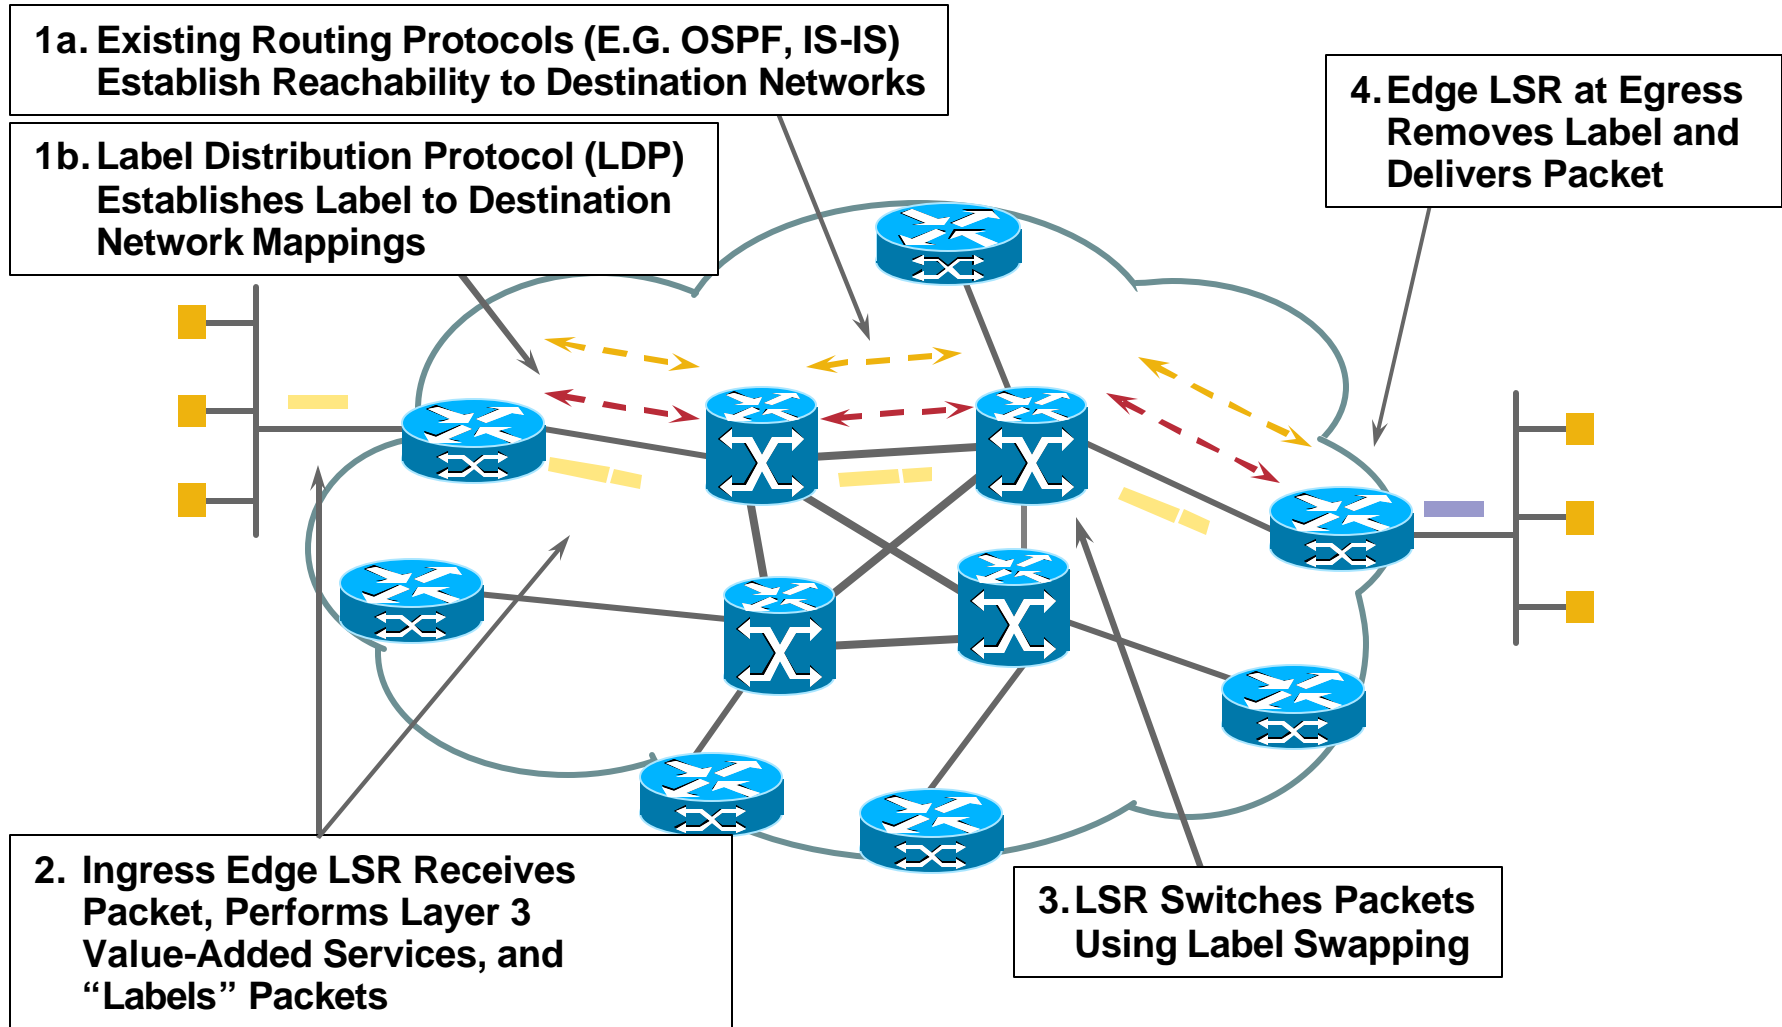 1a. Existing Routing Protocols (E.G. OSPF, IS-IS)
Establish Reachability to Destination Networks
1b. Label Distribution Protocol (LDP)
Establishes Label to Destination
Network Mappings
4. Edge LSR at Egress
Removes Label and
Delivers Packet
2. Ingress Edge LSR Receives
Packet, Performs Layer 3
Value-Added Services, and
“Labels” Packets
3. LSR Switches Packets
Using Label Swapping